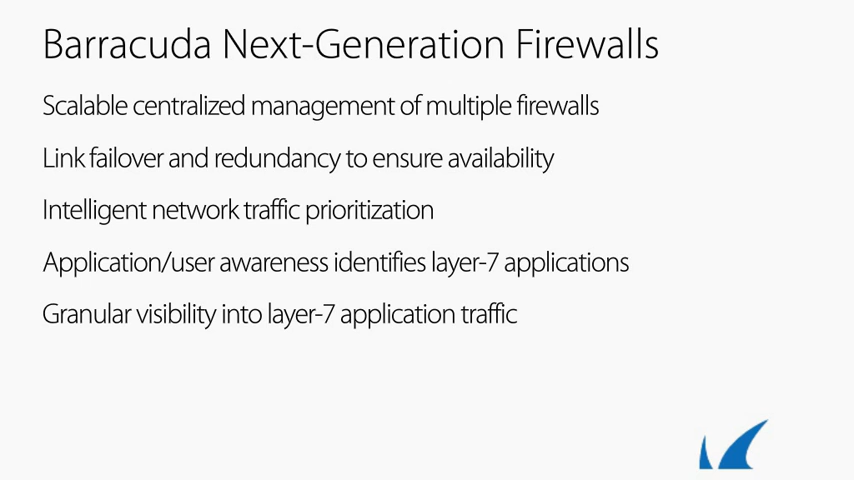 Barracuda Next-Generation Firewalls
Scalable centralized management of multiple firewalls
Link failover and redundancy to ensure availability
Intelligent network traffic prioritization
Application/user awareness identifies layer-7 applications
Granular visibility into layer-7 application traffic